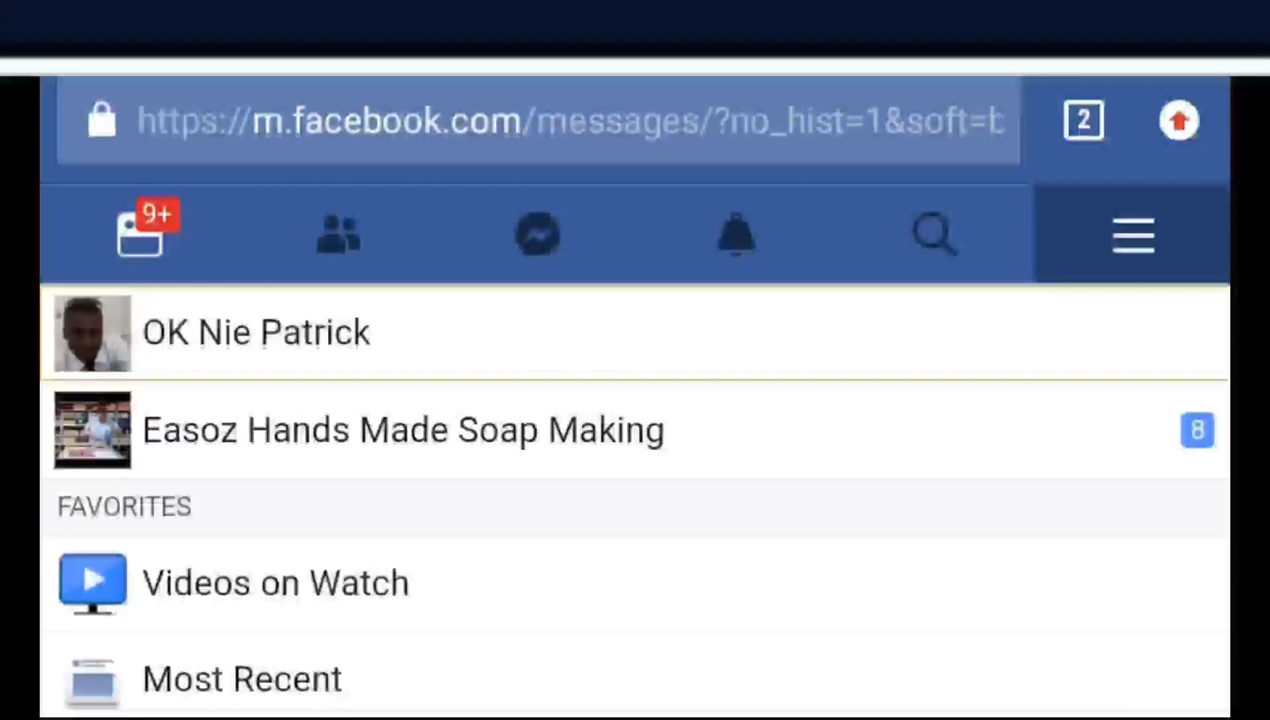 https://m.facebook.com/messages/?no_hist=1&soft=b
2
9+
OK Nie Patrick
Easoz Hands Made Soap Making
8
FAVORITES
Videos on Watch
Most Recent